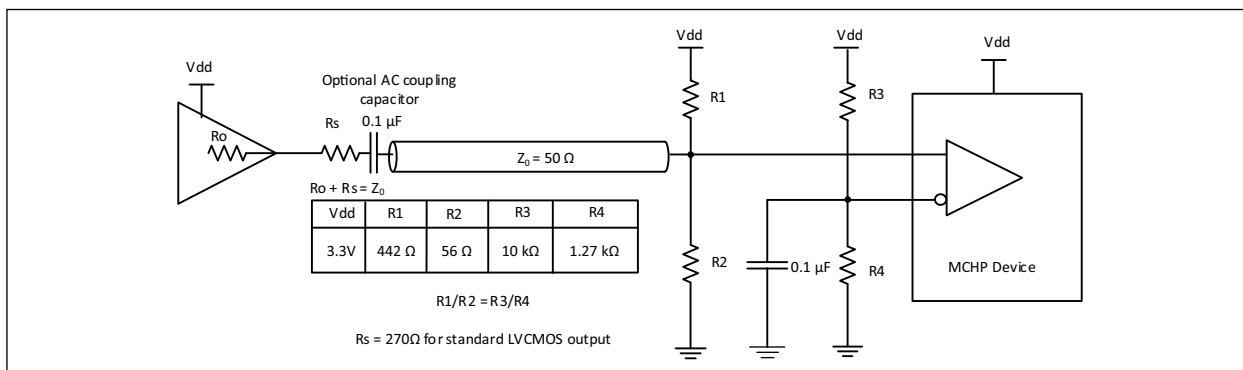 Vdd
Vdd
Vdd
Vdd
Optional AC coupling
capacitor
0.1 µF
Rs
Ro
R1
R3
Z₀ = 50 Ω
Ro + Rs = Z₀
Vdd R1 R2 R3 R4
3.3V 442 Ω 56 Ω 10 kΩ 1.27 kΩ
R1/R2 = R3/R4
Rs = 270Ω for standard LVCMOS output
R2
0.1 µF
R4
MCHP Device